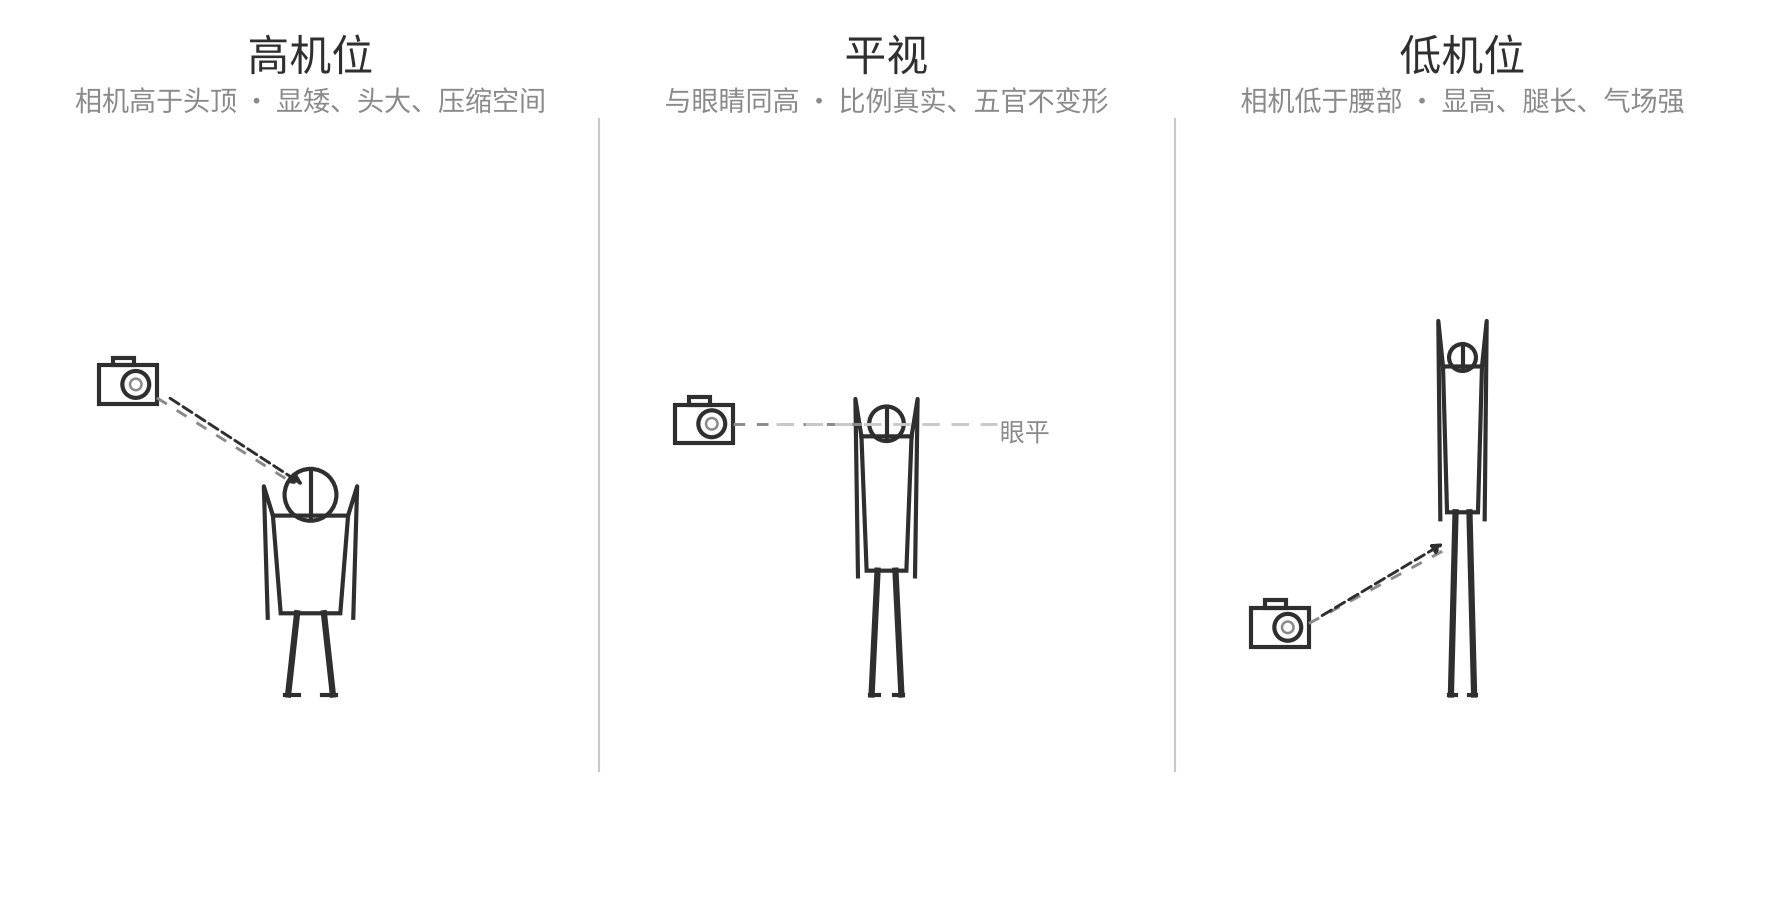 高机位
相机高于头顶 · 显矮、头大、压缩空间
平视
与眼睛同高 · 比例真实、五官不变形
眼平
低机位
相机低于腰部 · 显高、腿长、气场强